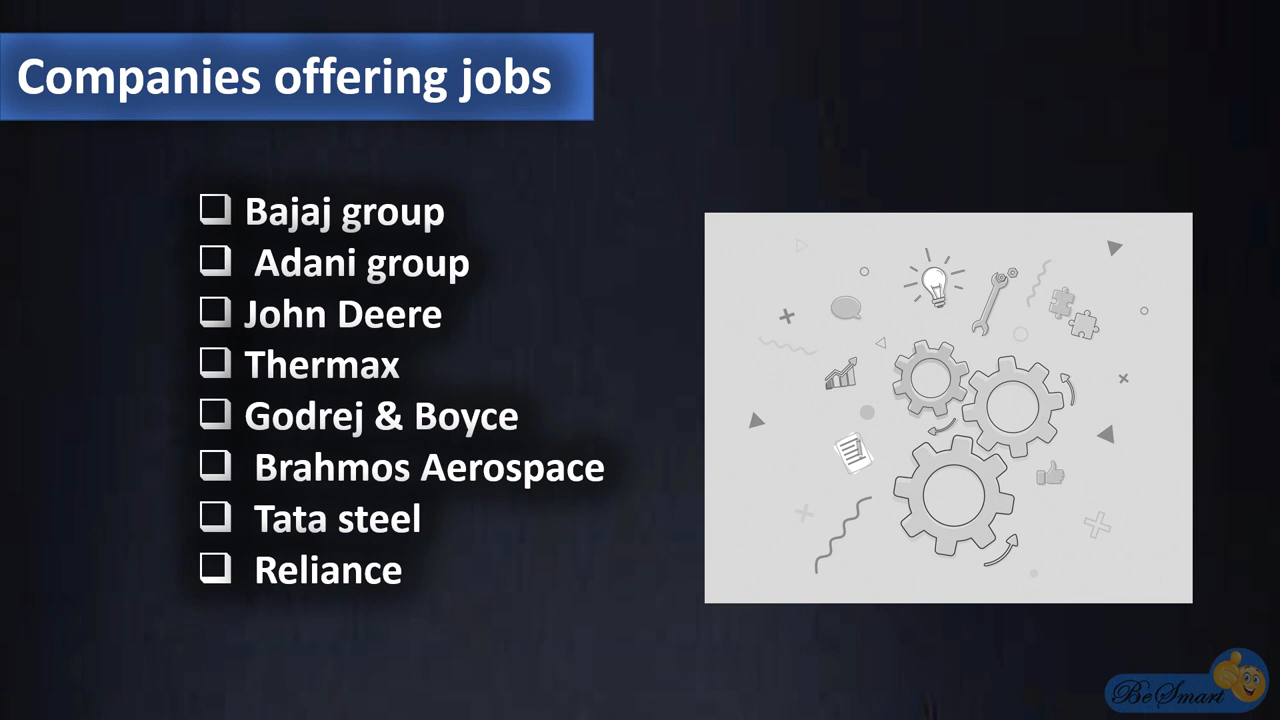 Companies offering jobs
Bajaj group
Adani group
John Deere
Thermax
Godrej & Boyce
Brahmos Aerospace
Tata steel
Reliance
BeSmart